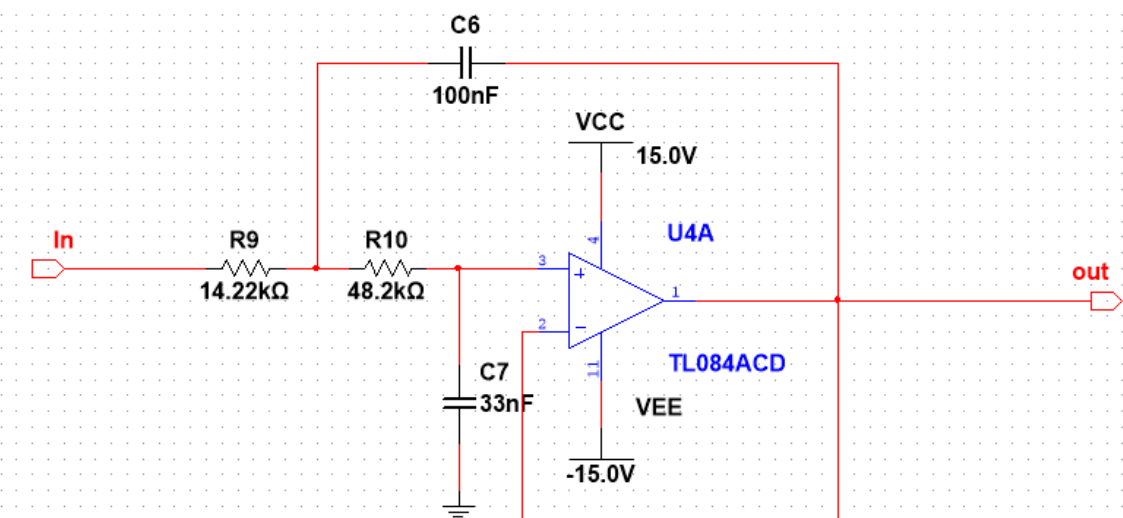 C6
100nF
VCC
15.0V
In
R9
R10
4
U4A
14.22kΩ
48.2kΩ
3
+
1
out
2
−
11
TL084ACD
C7
33nF
VEE
-15.0V